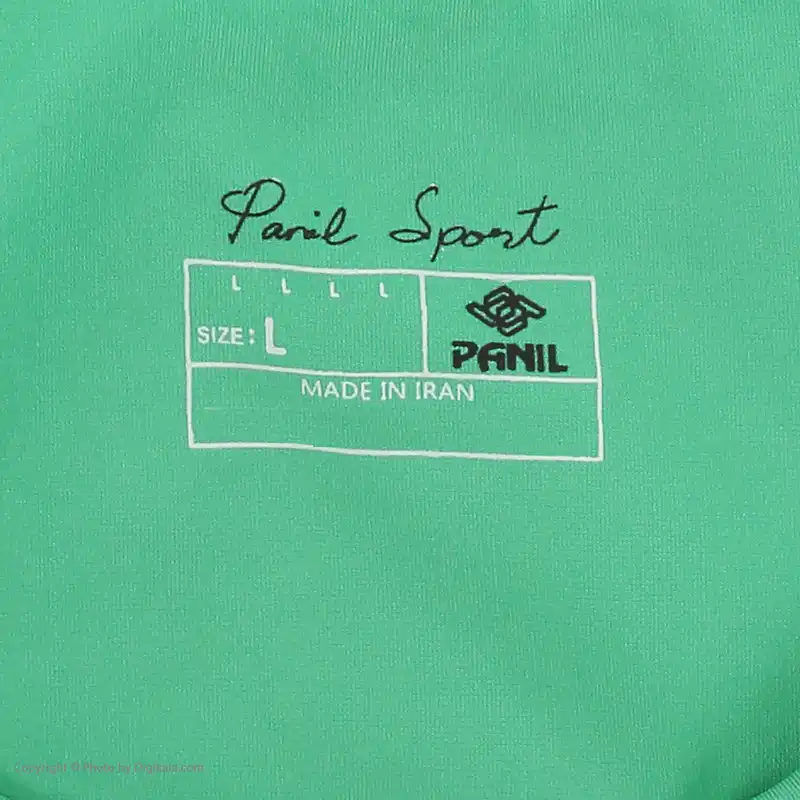 Panil Sport
L L L L
SIZE: L
PANIL
MADE IN IRAN
Copyright © Photo by Digikala.com